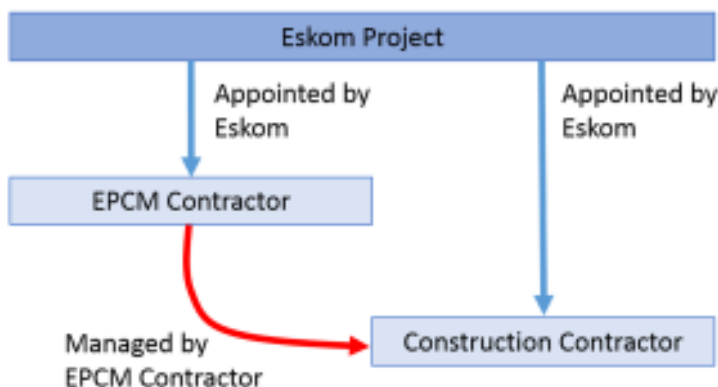 Eskom Project
Appointed by
Eskom
Appointed by
Eskom
EPCM Contractor
Construction Contractor
Managed by
EPCM Contractor